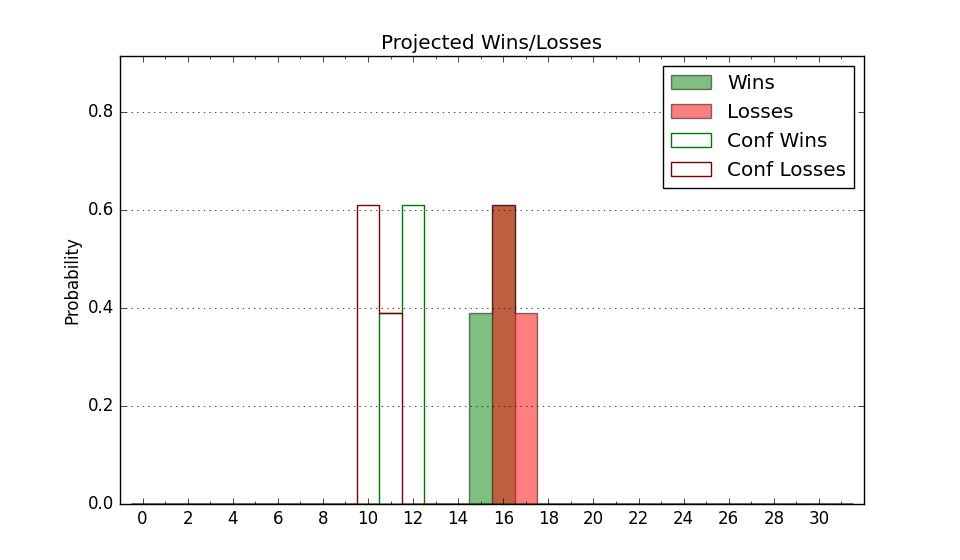 Projected Wins/Losses
Wins
Losses
Conf Wins
Conf Losses
Probability
0.8
0.6
0.4
0.2
0.0
0 2 4 6 8 10 12 14 16 18 20 22 24 26 28 30